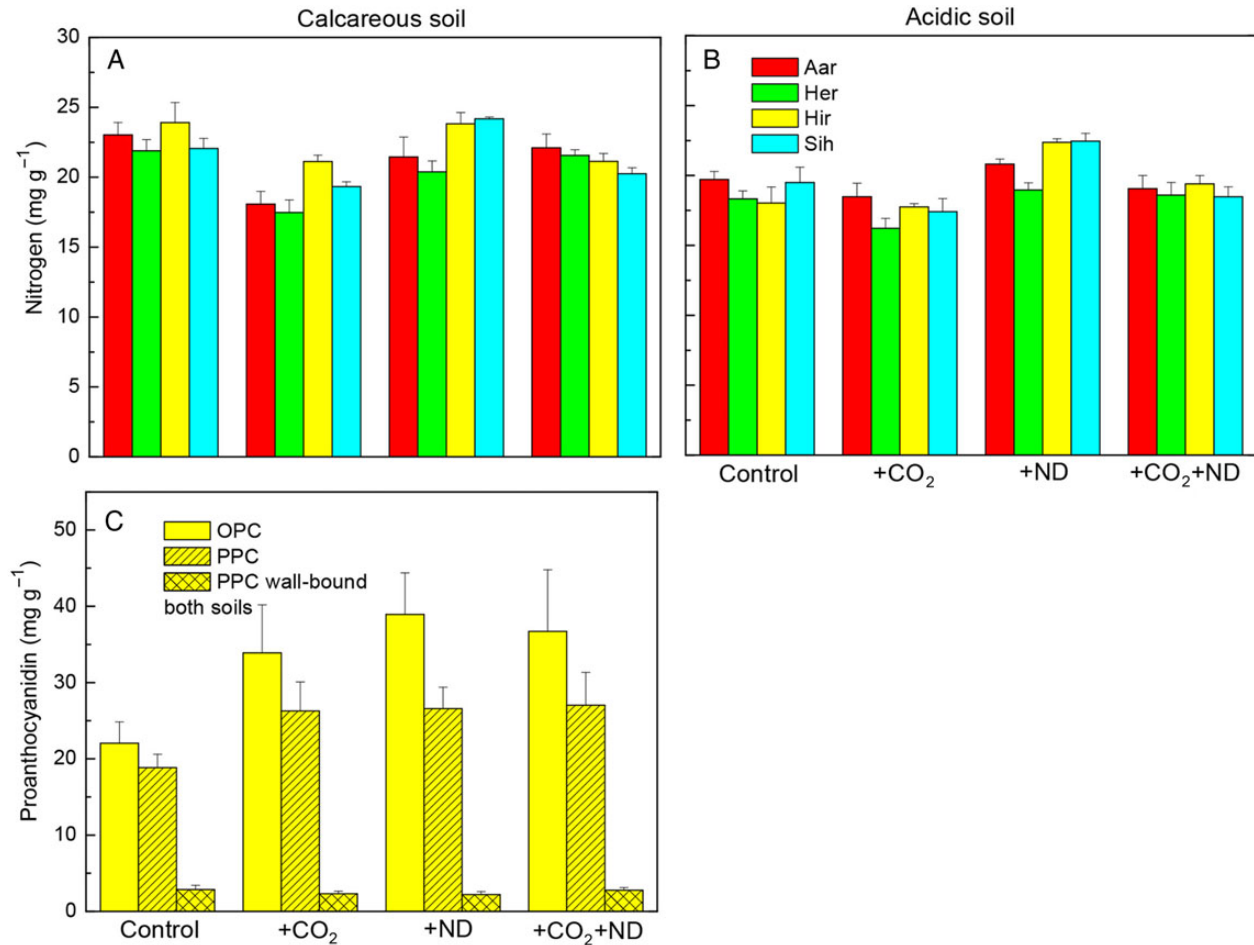 Calcareous soil
Acidic soil
A
B
Aar
Her
Hir
Sih
30
25
20
15
10
5
0
Nitrogen (mg g⁻¹)
Control
+CO₂
+ND
+CO₂+ND
C
OPC
PPC
PPC wall-bound
both soils
50
40
30
20
10
0
Proanthocyanidin (mg g⁻¹)
Control
+CO₂
+ND
+CO₂+ND